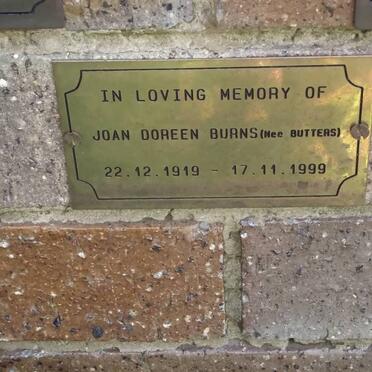 IN LOVING MEMORY OF
JOAN DOREEN BURNS (Nee BUTTERS)
22.12.1919 - 17.11.1999